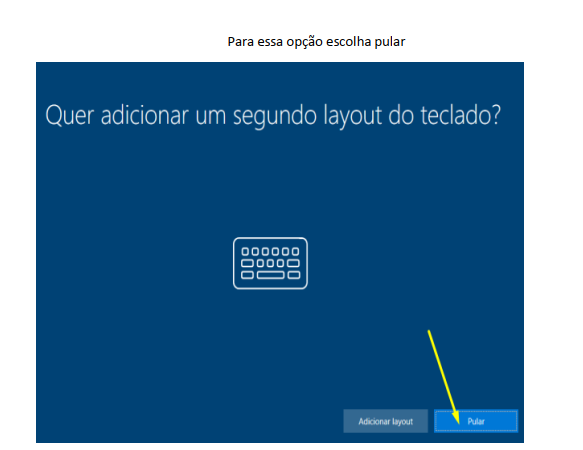 Para essa opção escolha pular
Quer adicionar um segundo layout do teclado?
Adicionar layout
Pular